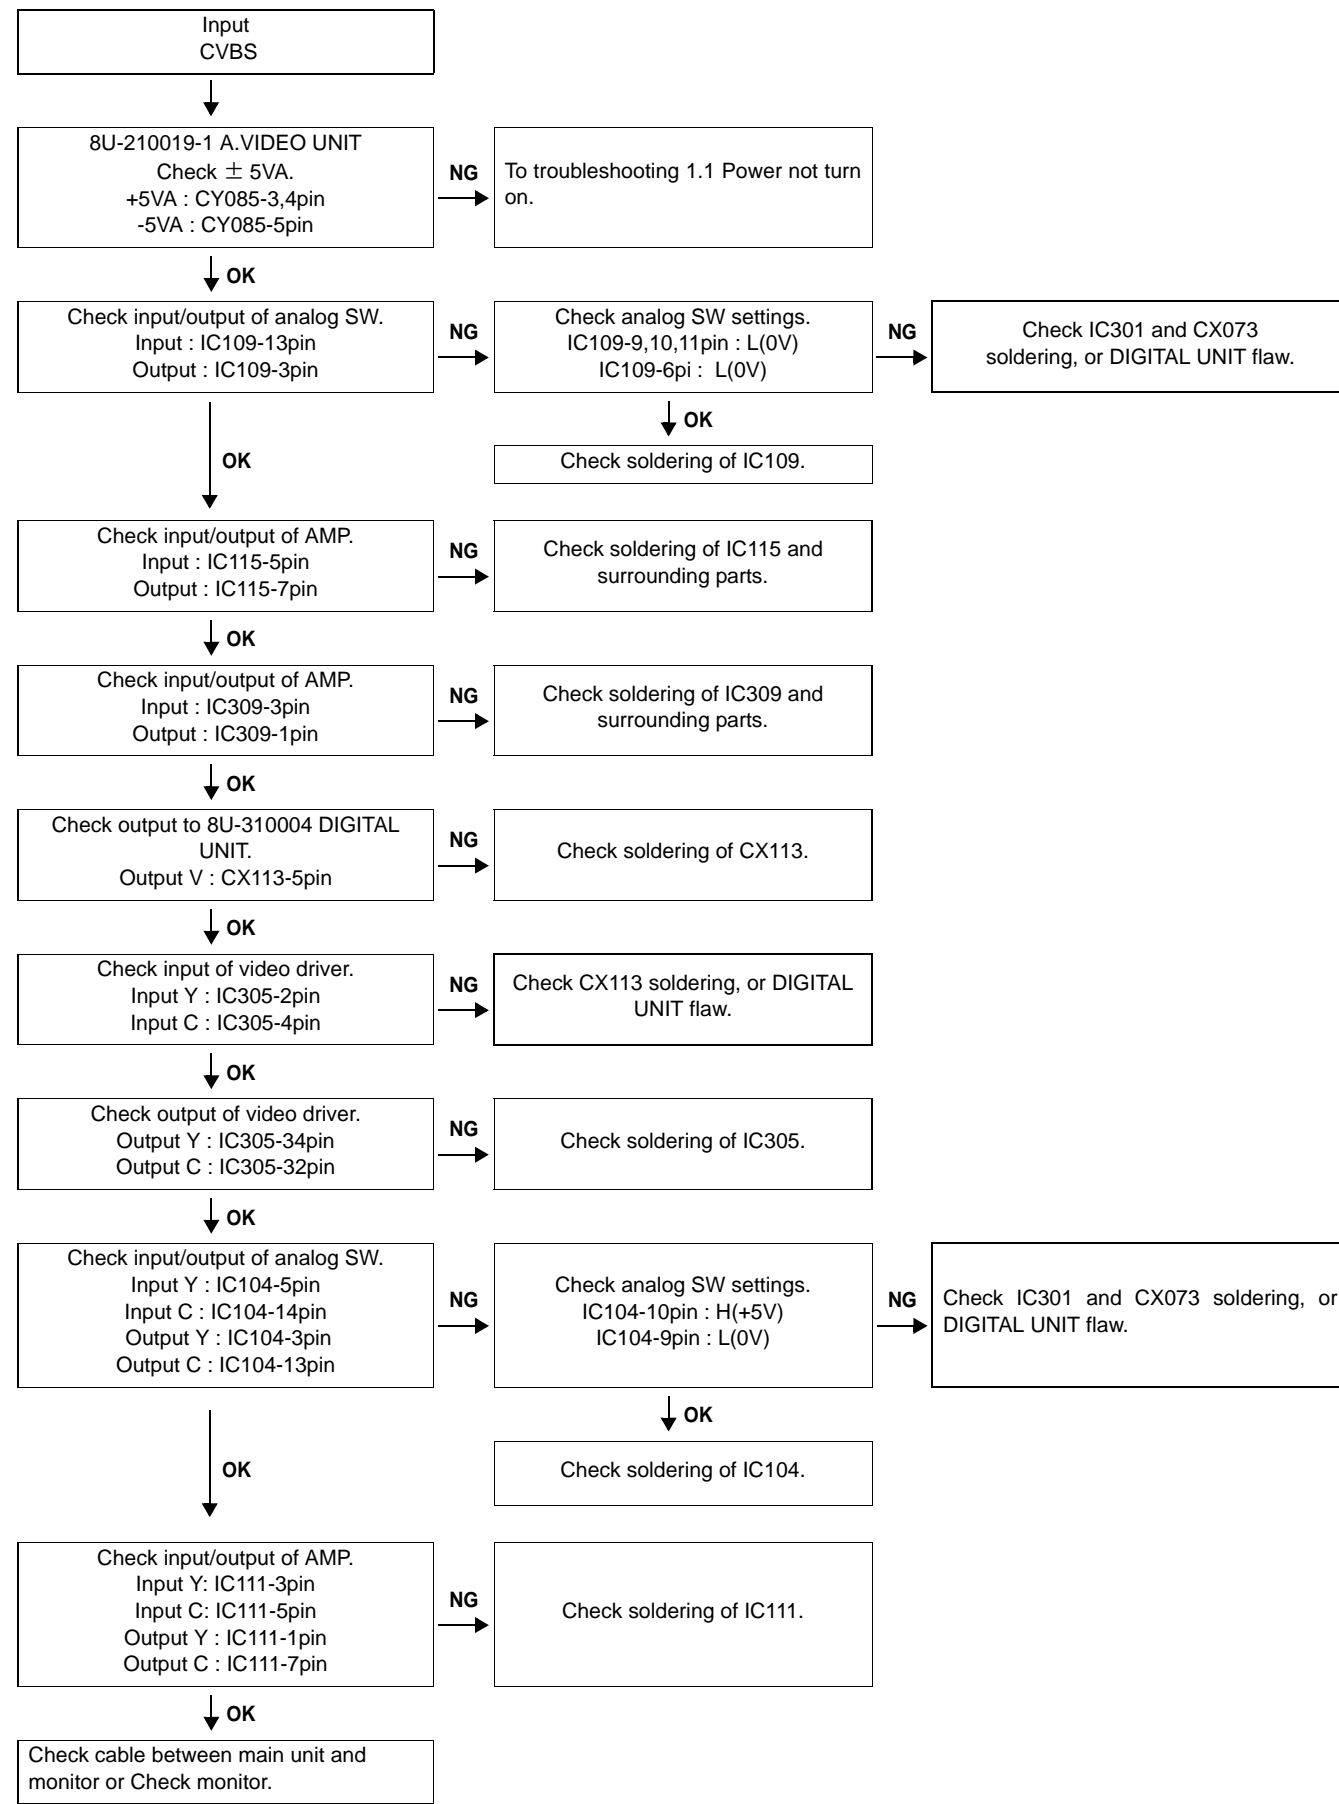 Input
CVBS
8U-210019-1 A.VIDEO UNIT
Check ± 5VA.
+5VA : CY085-3,4pin
-5VA : CY085-5pin
NG
To troubleshooting 1.1 Power not turn
on.
OK
Check input/output of analog SW.
Input : IC109-13pin
Output : IC109-3pin
NG
Check analog SW settings.
IC109-9,10,11pin : L(0V)
IC109-6pi : L(0V)
NG
Check IC301 and CX073
soldering, or DIGITAL UNIT flaw.
OK
Check soldering of IC109.
OK
Check input/output of AMP.
Input : IC115-5pin
Output : IC115-7pin
NG
Check soldering of IC115 and
surrounding parts.
OK
Check input/output of AMP.
Input : IC309-3pin
Output : IC309-1pin
NG
Check soldering of IC309 and
surrounding parts.
OK
Check output to 8U-310004 DIGITAL
UNIT.
Output V : CX113-5pin
NG
Check soldering of CX113.
OK
Check input of video driver.
Input Y : IC305-2pin
Input C : IC305-4pin
NG
Check CX113 soldering, or DIGITAL
UNIT flaw.
OK
Check output of video driver.
Output Y : IC305-34pin
Output C : IC305-32pin
NG
Check soldering of IC305.
OK
Check input/output of analog SW.
Input Y : IC104-5pin
Input C : IC104-14pin
Output Y : IC104-3pin
Output C : IC104-13pin
NG
Check analog SW settings.
IC104-10pin : H(+5V)
IC104-9pin : L(0V)
NG
Check IC301 and CX073 soldering, or
DIGITAL UNIT flaw.
OK
Check soldering of IC104.
OK
Check input/output of AMP.
Input Y: IC111-3pin
Input C: IC111-5pin
Output Y : IC111-1pin
Output C : IC111-7pin
NG
Check soldering of IC111.
OK
Check cable between main unit and
monitor or Check monitor.